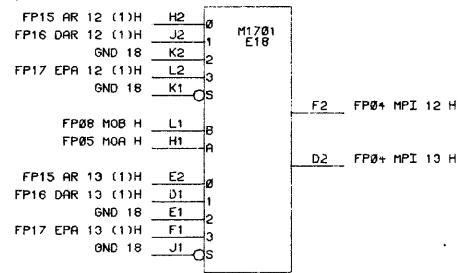 FP15 AR 12 (1)H H2 Ø
FP16 DAR 12 (1)H J2 1
GND 18 K2 2
FP17 EPA 12 (1)H L2 3
GND 18 K1 S
M1701
E18
F2 FPØ4 MPI 12 H
FPØ8 MOB H L1 B
FPØ5 MOA H H1 A
D2 FPØ4 MPI 13 H
FP15 AR 13 (1)H E2 Ø
FP16 DAR 13 (1)H D1 1
GND 18 E1 2
FP17 EPA 13 (1)H F1 3
GND 18 J1 S